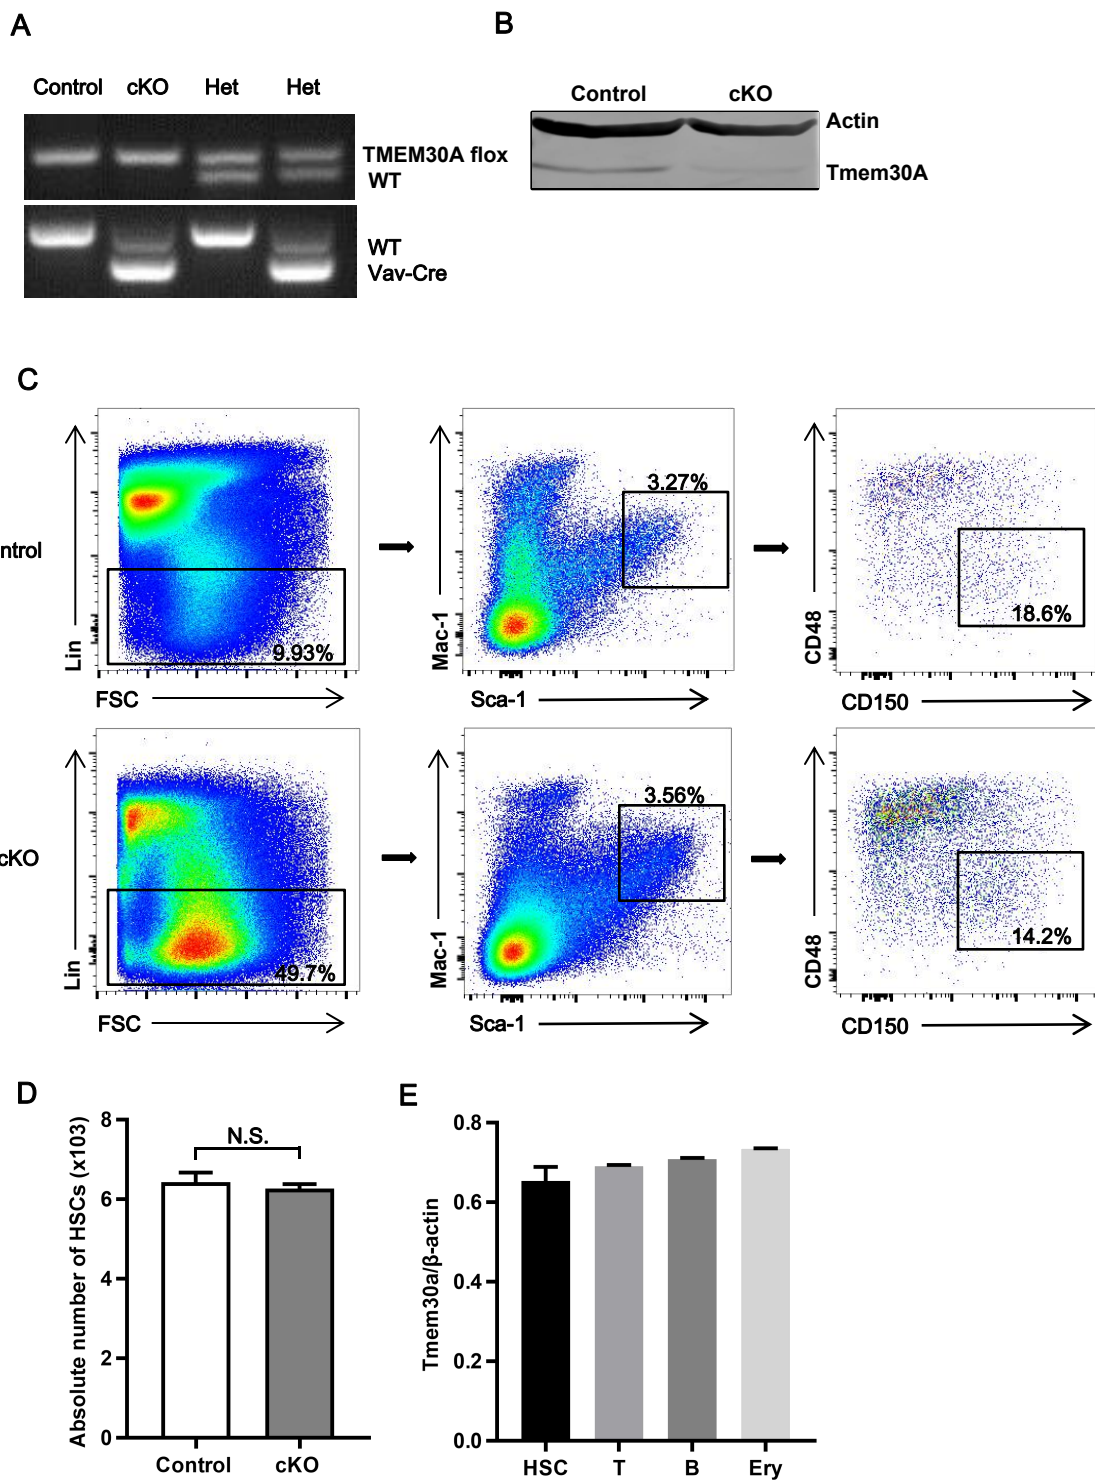 A
Control cKO Het Het
TMEM30A flox
WT
WT
Vav-Cre
B
Control cKO
Actin
Tmem30A
C
ntrol
Lin
9.93%
FSC
3.27%
Mac-1
Sca-1
18.6%
CD48
CD150
cKO
Lin
49.7%
FSC
3.56%
Mac-1
Sca-1
14.2%
CD48
CD150
D
Absolute number of HSCs (x103)
8
6
4
2
0
N.S.
Control cKO
E
Tmem30a/β-actin
0.8
0.6
0.4
0.2
0.0
HSC T B Ery